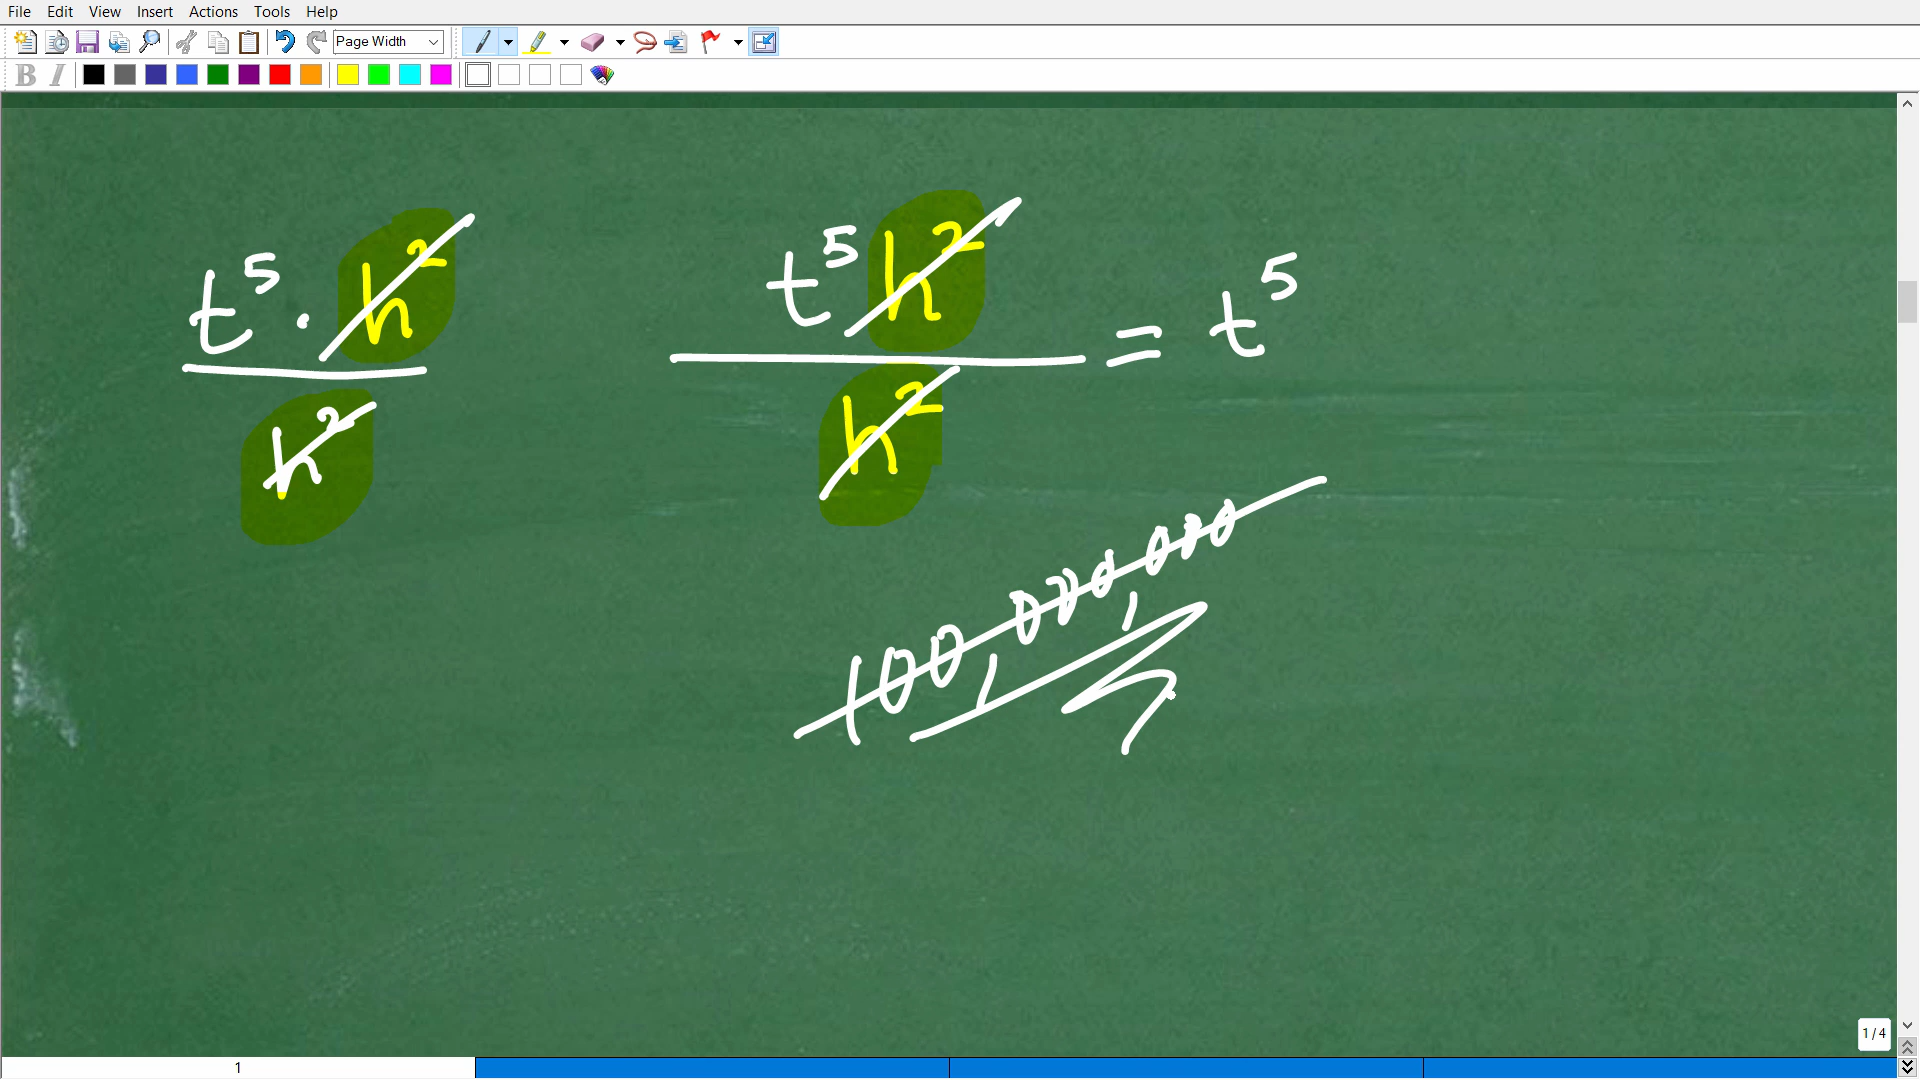 File Edit View Insert Actions Tools Help
Page Width
B I
t⁵ · h²
h²
t⁵ h²
h²
= t⁵
100,000,000
1 / 4
1